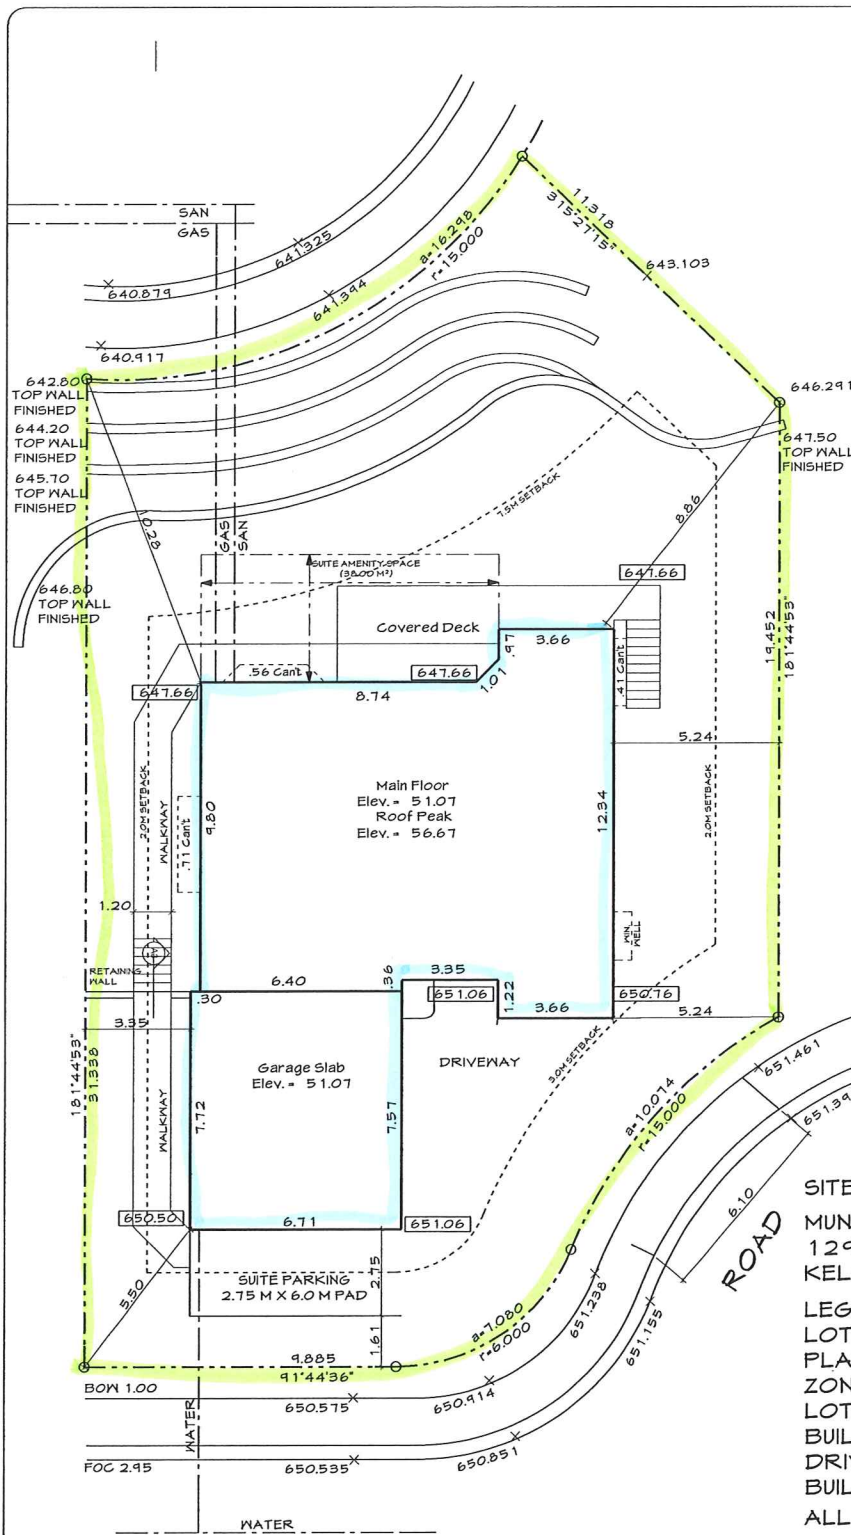 SAN
GAS
641.325
640.879
641.394
640.917
a=16.298
r=15.000
11.318
315°27'15"
643.103
646.291
642.80
TOP WALL
FINISHED
644.20
TOP WALL
FINISHED
645.70
TOP WALL
FINISHED
647.50
TOP WALL
FINISHED
646.80
TOP WALL
FINISHED
10.28
GAS
SAN
7.5M SETBACK
8.86
SUITE AMENITY SPACE
(38.00 M²)
647.66
Covered Deck
.97
3.66
.56 Can't
647.66
1.01
.41 Can't
647.66
8.74
19.452
181°44'53"
5.24
2.0M SETBACK
WALKWAY
.71 Can't
9.80
Main Floor
Elev. = 51.07
Roof Peak
Elev. = 56.67
12.34
2.0M SETBACK
1.20
WIN.
WELL
RETAINING
WALL
6.40
.36
3.35
.30
651.06
1.22
3.66
650.76
5.24
3.35
181°44'53"
31.338
WALKWAY
7.72
Garage Slab
Elev. = 51.07
7.57
DRIVEWAY
3.0M SETBACK
a=10.074
r=15.000
651.461
651.39
6.10
ROAD
650.50
6.71
651.06
5.50
SUITE PARKING
2.75 M X 6.0 M PAD
2.75
1.61
a=7.080
r=6.000
651.238
651.155
9.885
91°44'36"
BOW 1.00
650.575
650.914
WATER
FOC 2.95
650.535
650.851
WATER
SITE
MUN
129
KEL
LEG
LOT
PLA
ZON
LOT
BUIL
DRI
BUIL
ALL